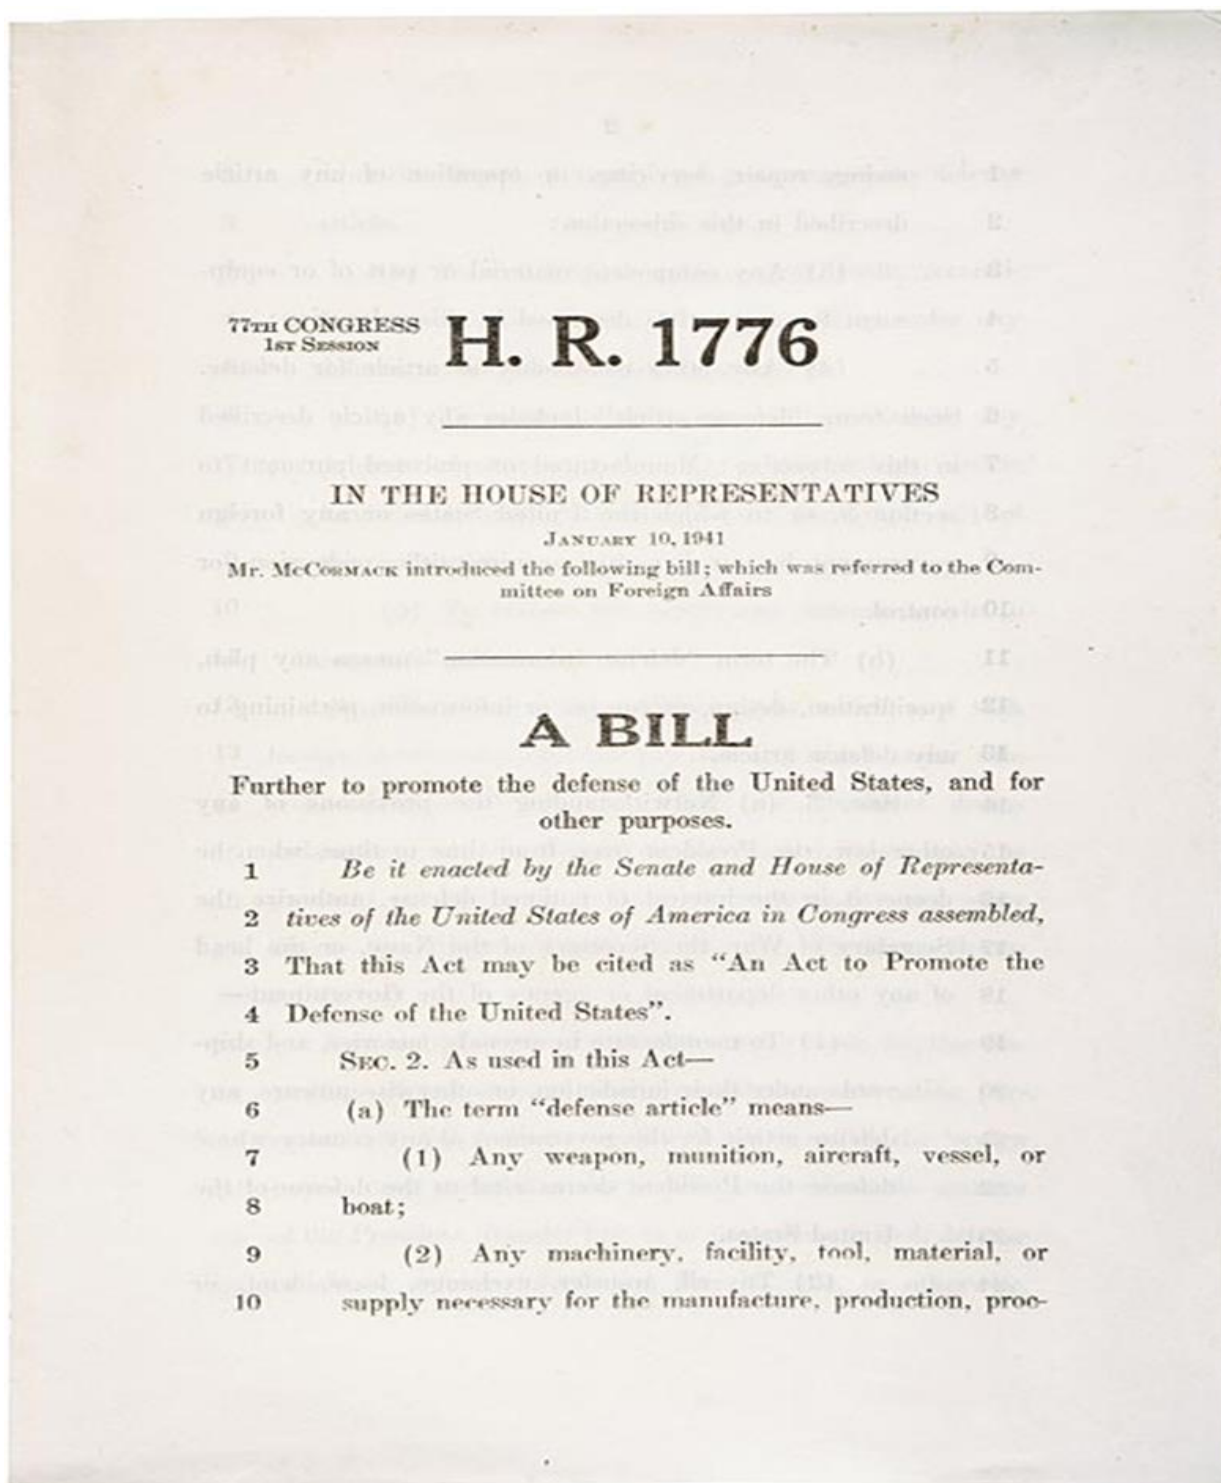 77TH CONGRESS
1ST SESSION
H. R. 1776
IN THE HOUSE OF REPRESENTATIVES
JANUARY 10, 1941
Mr. MCCORMACK introduced the following bill; which was referred to the Com-
mittee on Foreign Affairs
A BILL
Further to promote the defense of the United States, and for
other purposes.
1 Be it enacted by the Senate and House of Representa-
2 tives of the United States of America in Congress assembled,
3 That this Act may be cited as “An Act to Promote the
4 Defense of the United States”.
5 SEC. 2. As used in this Act—
6 (a) The term “defense article” means—
7 (1) Any weapon, munition, aircraft, vessel, or
8 boat;
9 (2) Any machinery, facility, tool, material, or
10 supply necessary for the manufacture, production, proc-